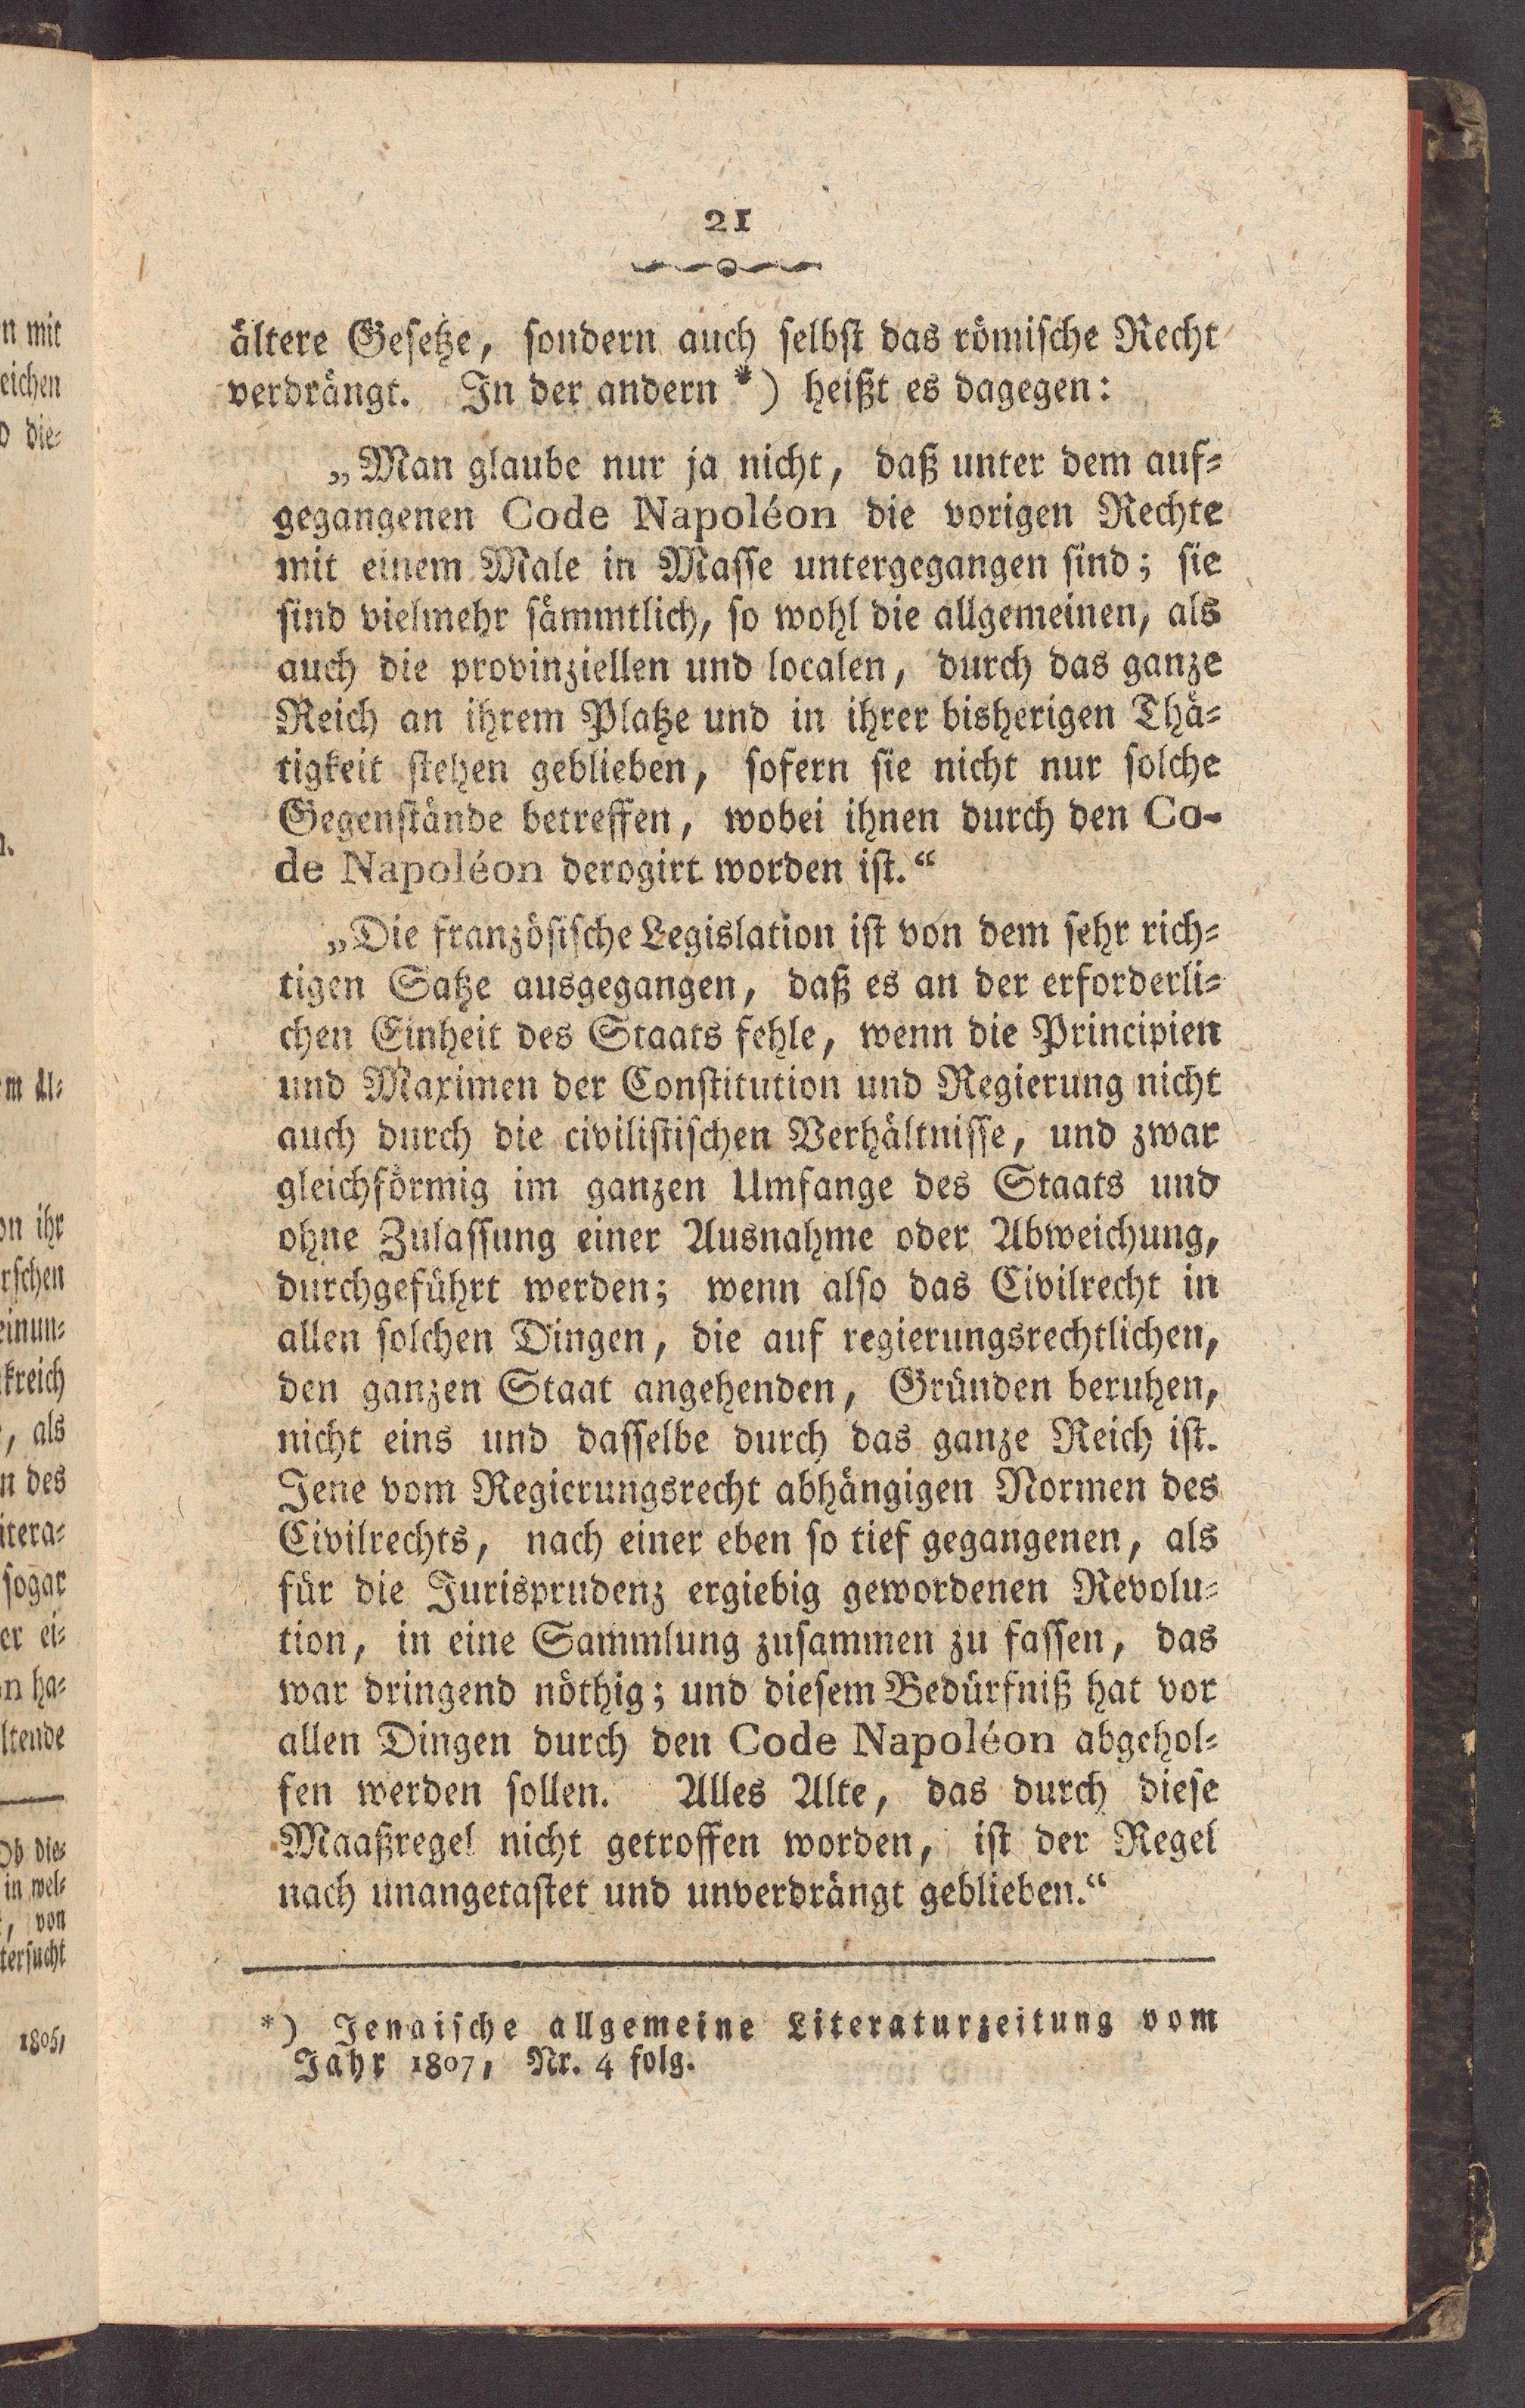 21
ältere Gesetze, sondern auch selbst das römische Recht
verdrängt. In der andern *) heißt es dagegen:
„Man glaube nur ja nicht, daß unter dem auf-
gegangenen Code Napoléon die vorigen Rechte
mit einem Male in Masse untergegangen sind; sie
sind vielmehr sämmtlich, so wohl die allgemeinen, als
auch die provinziellen und localen, durch das ganze
Reich an ihrem Platze und in ihrer bisherigen Thä-
tigkeit stehen geblieben, sofern sie nicht nur solche
Gegenstände betreffen, wobei ihnen durch den Co-
de Napoléon derogirt worden ist.“
„Die französische Legislation ist von dem sehr rich-
tigen Satze ausgegangen, daß es an der erforderli-
chen Einheit des Staats fehle, wenn die Principien
und Maximen der Constitution und Regierung nicht
auch durch die civilistischen Verhältnisse, und zwar
gleichförmig im ganzen Umfange des Staats und
ohne Zulassung einer Ausnahme oder Abweichung,
durchgeführt werden; wenn also das Civilrecht in
allen solchen Dingen, die auf regierungsrechtlichen,
den ganzen Staat angehenden, Gründen beruhen,
nicht eins und dasselbe durch das ganze Reich ist.
Jene vom Regierungsrecht abhängigen Normen des
Civilrechts, nach einer eben so tief gegangenen, als
für die Jurisprudenz ergiebig gewordenen Revolu-
tion, in eine Sammlung zusammen zu fassen, das
war dringend nöthig; und diesem Bedürfniß hat vor
allen Dingen durch den Code Napoléon abgehol-
fen werden sollen. Alles Alte, das durch diese
Maaßregel nicht getroffen worden, ist der Regel
nach unangetastet und unverdrängt geblieben.“
*) Jenaische allgemeine Literaturzeitung vom
Jahr 1807, Nr. 4 folg.